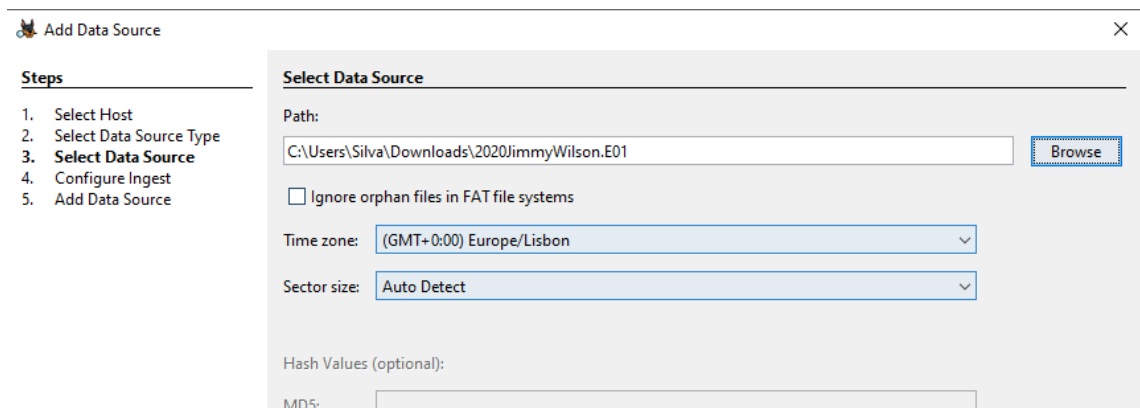 Add Data Source
Steps
1. Select Host
2. Select Data Source Type
3. Select Data Source
4. Configure Ingest
5. Add Data Source
Select Data Source
Path:
C:\Users\Silva\Downloads\2020JimmyWilson.E01
Browse
Ignore orphan files in FAT file systems
Time zone: (GMT+0:00) Europe/Lisbon
Sector size: Auto Detect
Hash Values (optional):
MD5: